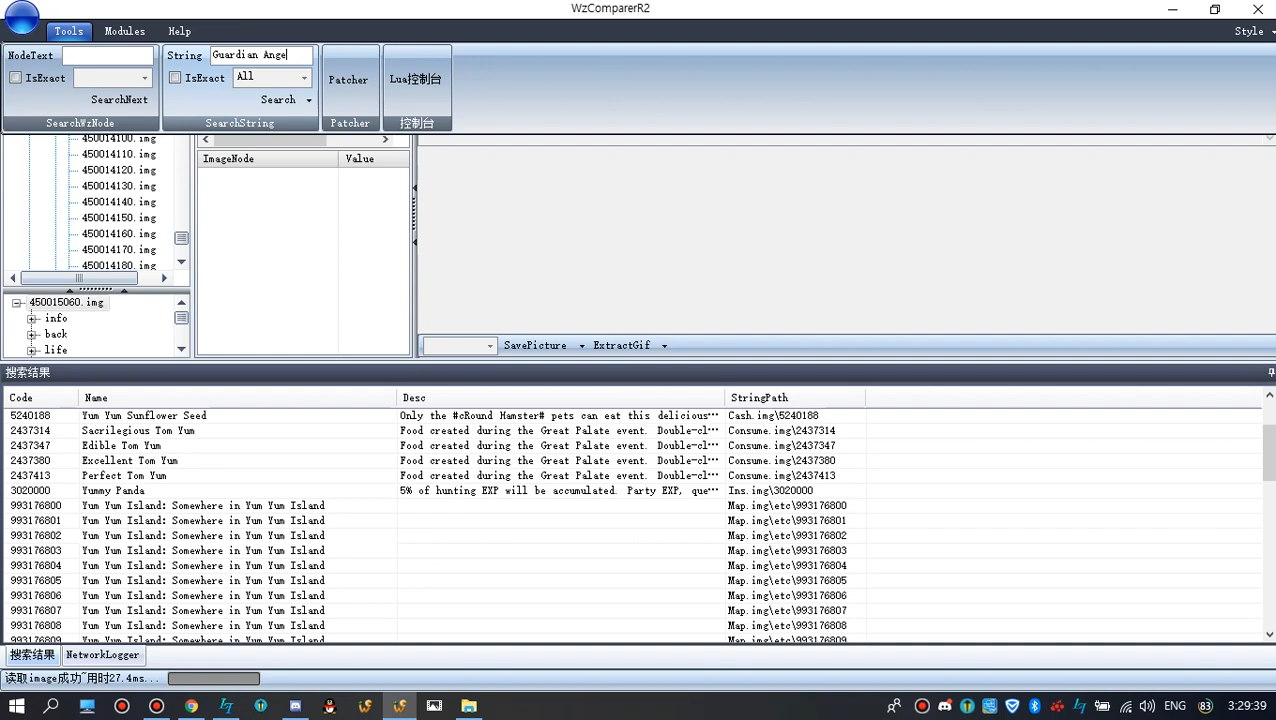 WzComparerR2
Tools Modules Help Style
NodeText String Guardian Ange
IsExact IsExact All Patcher Lua控制台
SearchNext Search
SearchWzNode SearchString Patcher 控制台
450014100.img
450014110.img
450014120.img
450014130.img
450014140.img
450014150.img
450014160.img
450014170.img
450014180.img
ImageNode Value
450015060.img
info
back
life
SavePicture ExtractGif
搜索结果
Code Name Desc StringPath
5240188 Yum Yum Sunflower Seed Only the #cRound Hamster# pets can eat this delicious··· Cash.img\5240188
2437314 Sacrilegious Tom Yum Food created during the Great Palate event. Double-cl··· Consume.img\2437314
2437347 Edible Tom Yum Food created during the Great Palate event. Double-cl··· Consume.img\2437347
2437380 Excellent Tom Yum Food created during the Great Palate event. Double-cl··· Consume.img\2437380
2437413 Perfect Tom Yum Food created during the Great Palate event. Double-cl··· Consume.img\2437413
3020000 Yummy Panda 5% of hunting EXP will be accumulated. Party EXP, que··· Ins.img\3020000
993176800 Yum Yum Island: Somewhere in Yum Yum Island Map.img\etc\993176800
993176801 Yum Yum Island: Somewhere in Yum Yum Island Map.img\etc\993176801
993176802 Yum Yum Island: Somewhere in Yum Yum Island Map.img\etc\993176802
993176803 Yum Yum Island: Somewhere in Yum Yum Island Map.img\etc\993176803
993176804 Yum Yum Island: Somewhere in Yum Yum Island Map.img\etc\993176804
993176805 Yum Yum Island: Somewhere in Yum Yum Island Map.img\etc\993176805
993176806 Yum Yum Island: Somewhere in Yum Yum Island Map.img\etc\993176806
993176807 Yum Yum Island: Somewhere in Yum Yum Island Map.img\etc\993176807
993176808 Yum Yum Island: Somewhere in Yum Yum Island Map.img\etc\993176808
993176809 Yum Yum Island: Somewhere in Yum Yum Island Map.img\etc\993176809
搜索结果 NetworkLogger
读取image成功~用时27.4ms...
ENG 83 3:29:39